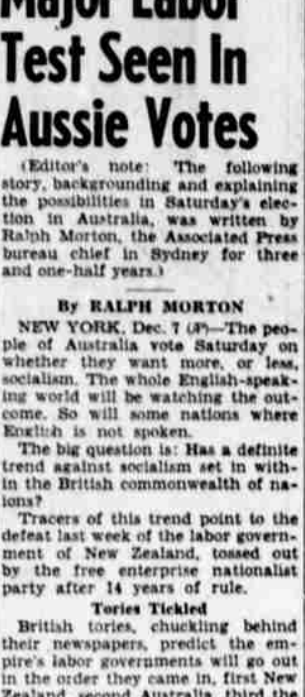 Major Labor
Test Seen In
Aussie Votes
(Editor's note: The following
story, backgrounding and explaining
the possibilities in Saturday's elec-
tion in Australia, was written by
Ralph Morton, the Associated Press
bureau chief in Sydney for three
and one-half years.)
By RALPH MORTON
NEW YORK, Dec. 7 (AP)—The peo-
ple of Australia vote Saturday on
whether they want more, or less,
socialism. The whole English-speak-
ing world will be watching the out-
come. So will some nations where
English is not spoken.
The big question is: Has a definite
trend against socialism set in with-
in the British commonwealth of na-
ions?
Tracers of this trend point to the
defeat last week of the labor govern-
ment of New Zealand, tossed out
by the free enterprise nationalist
party after 14 years of rule.
Tories Tickled
British tories, chuckling behind
their newspapers, predict the em-
pire's labor governments will go out
in the order they came in, first New
Zealand, second Australia, third the